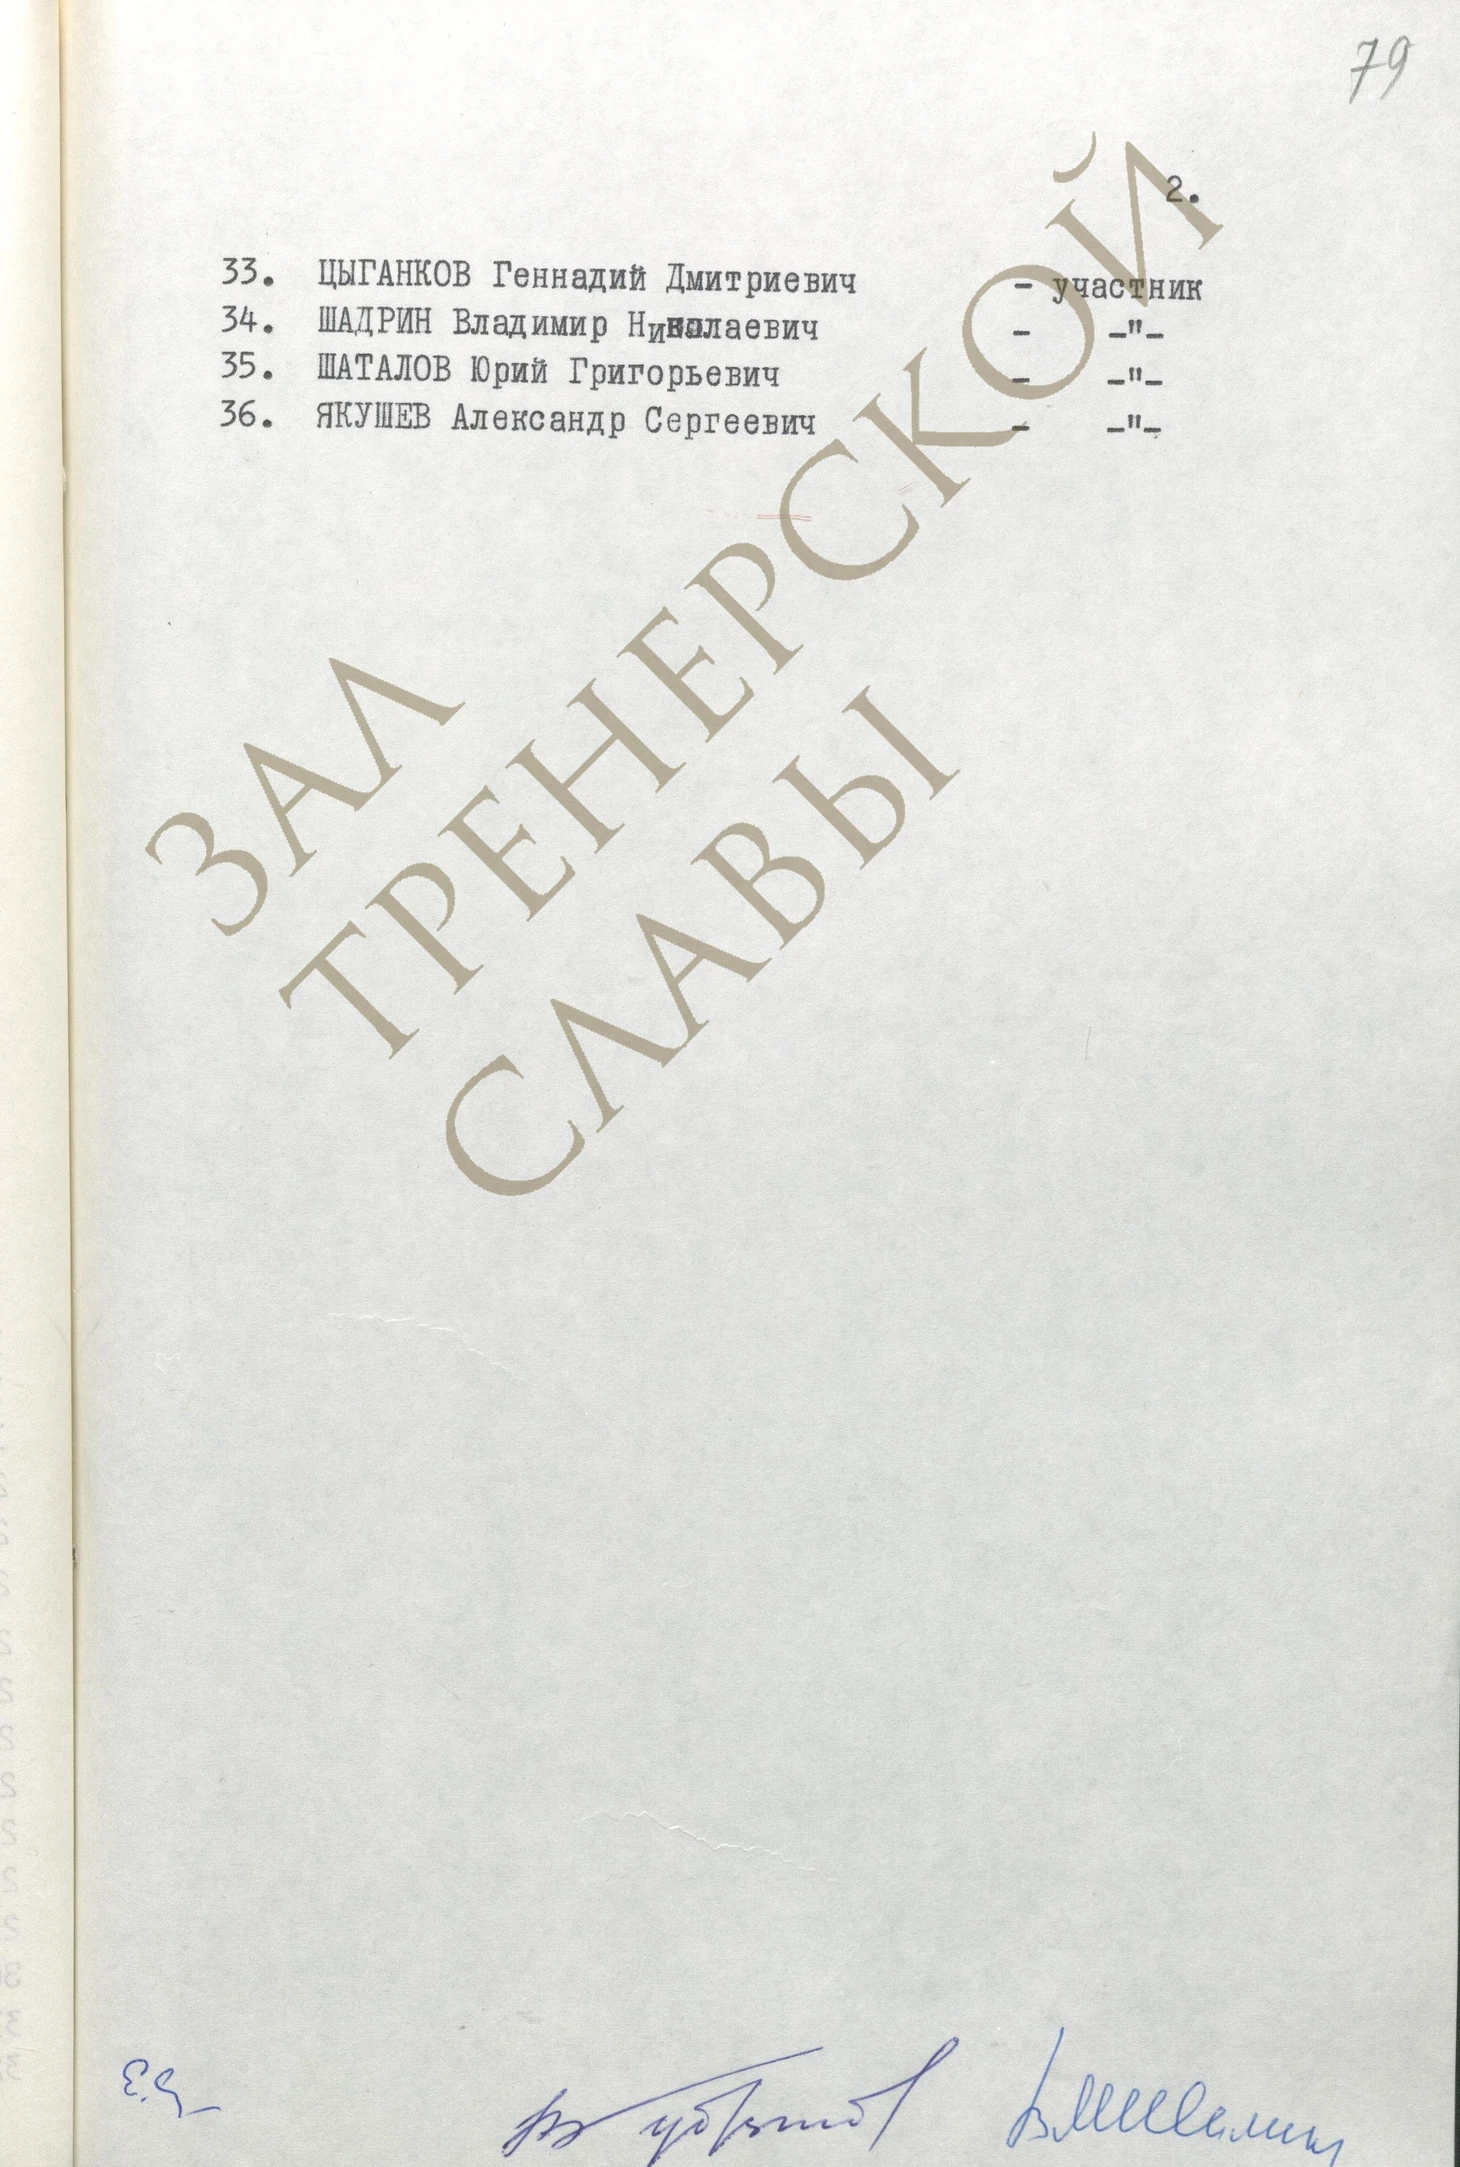 79
2.
33. ЦЫГАНКОВ Геннадий Дмитриевич - участник
34. ШАДРИН Владимир Николаевич - -"-
35. ШАТАЛОВ Юрий Григорьевич - -"-
36. ЯКУШЕВ Александр Сергеевич - -"-
ЗАЛ
ТРЕНЕРСКОЙ
СЛАВЫ